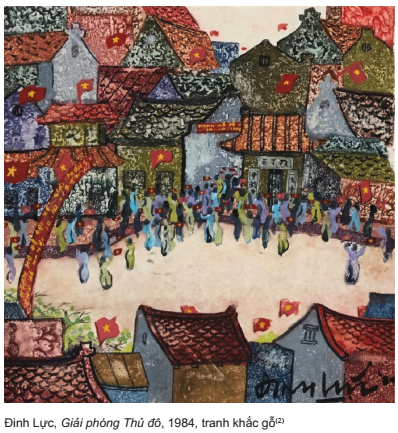 Đinh Lực, Giải phóng Thủ đô, 1984, tranh khắc gỗ⁽²⁾